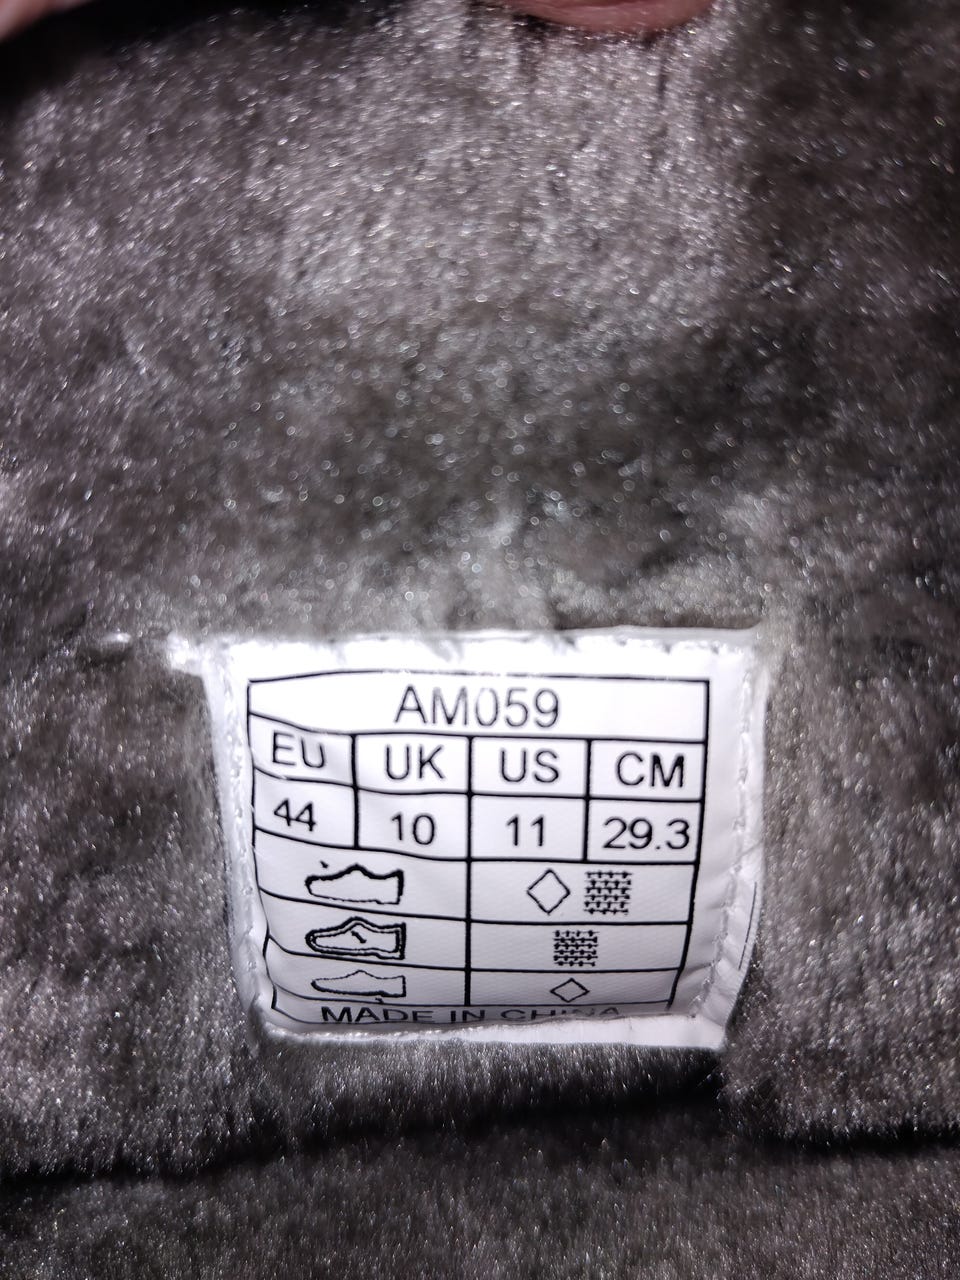 AM059
EU UK US CM
44 10 11 29.3
MADE IN CHINA